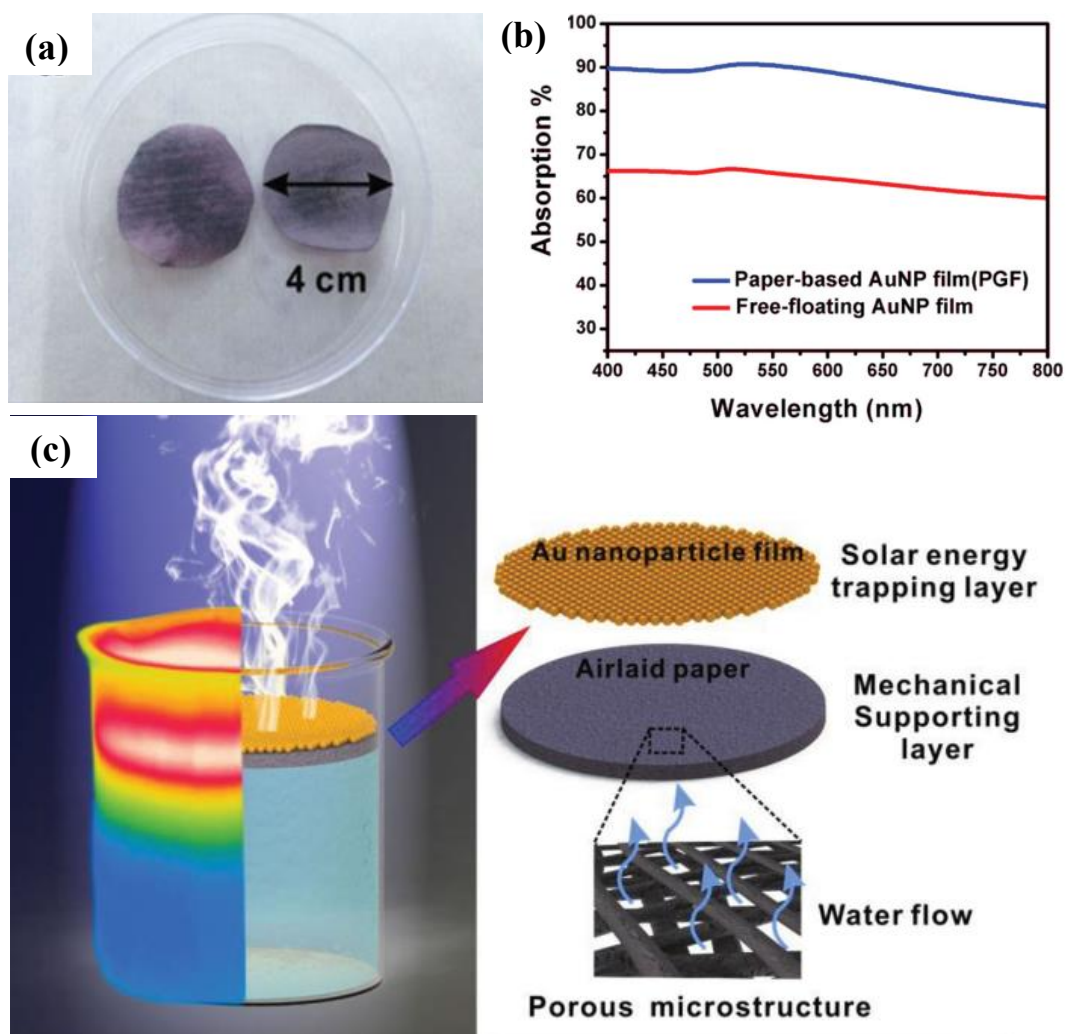 (a)
4 cm
(b)
Absorption %
100
90
80
70
60
50
40
30
400
450
500
550
600
650
700
750
800
Paper-based AuNP film(PGF)
Free-floating AuNP film
Wavelength (nm)
(c)
Au nanoparticle film
Solar energy
trapping layer
Airlaid paper
Mechanical
Supporting
layer
Water flow
Porous microstructure